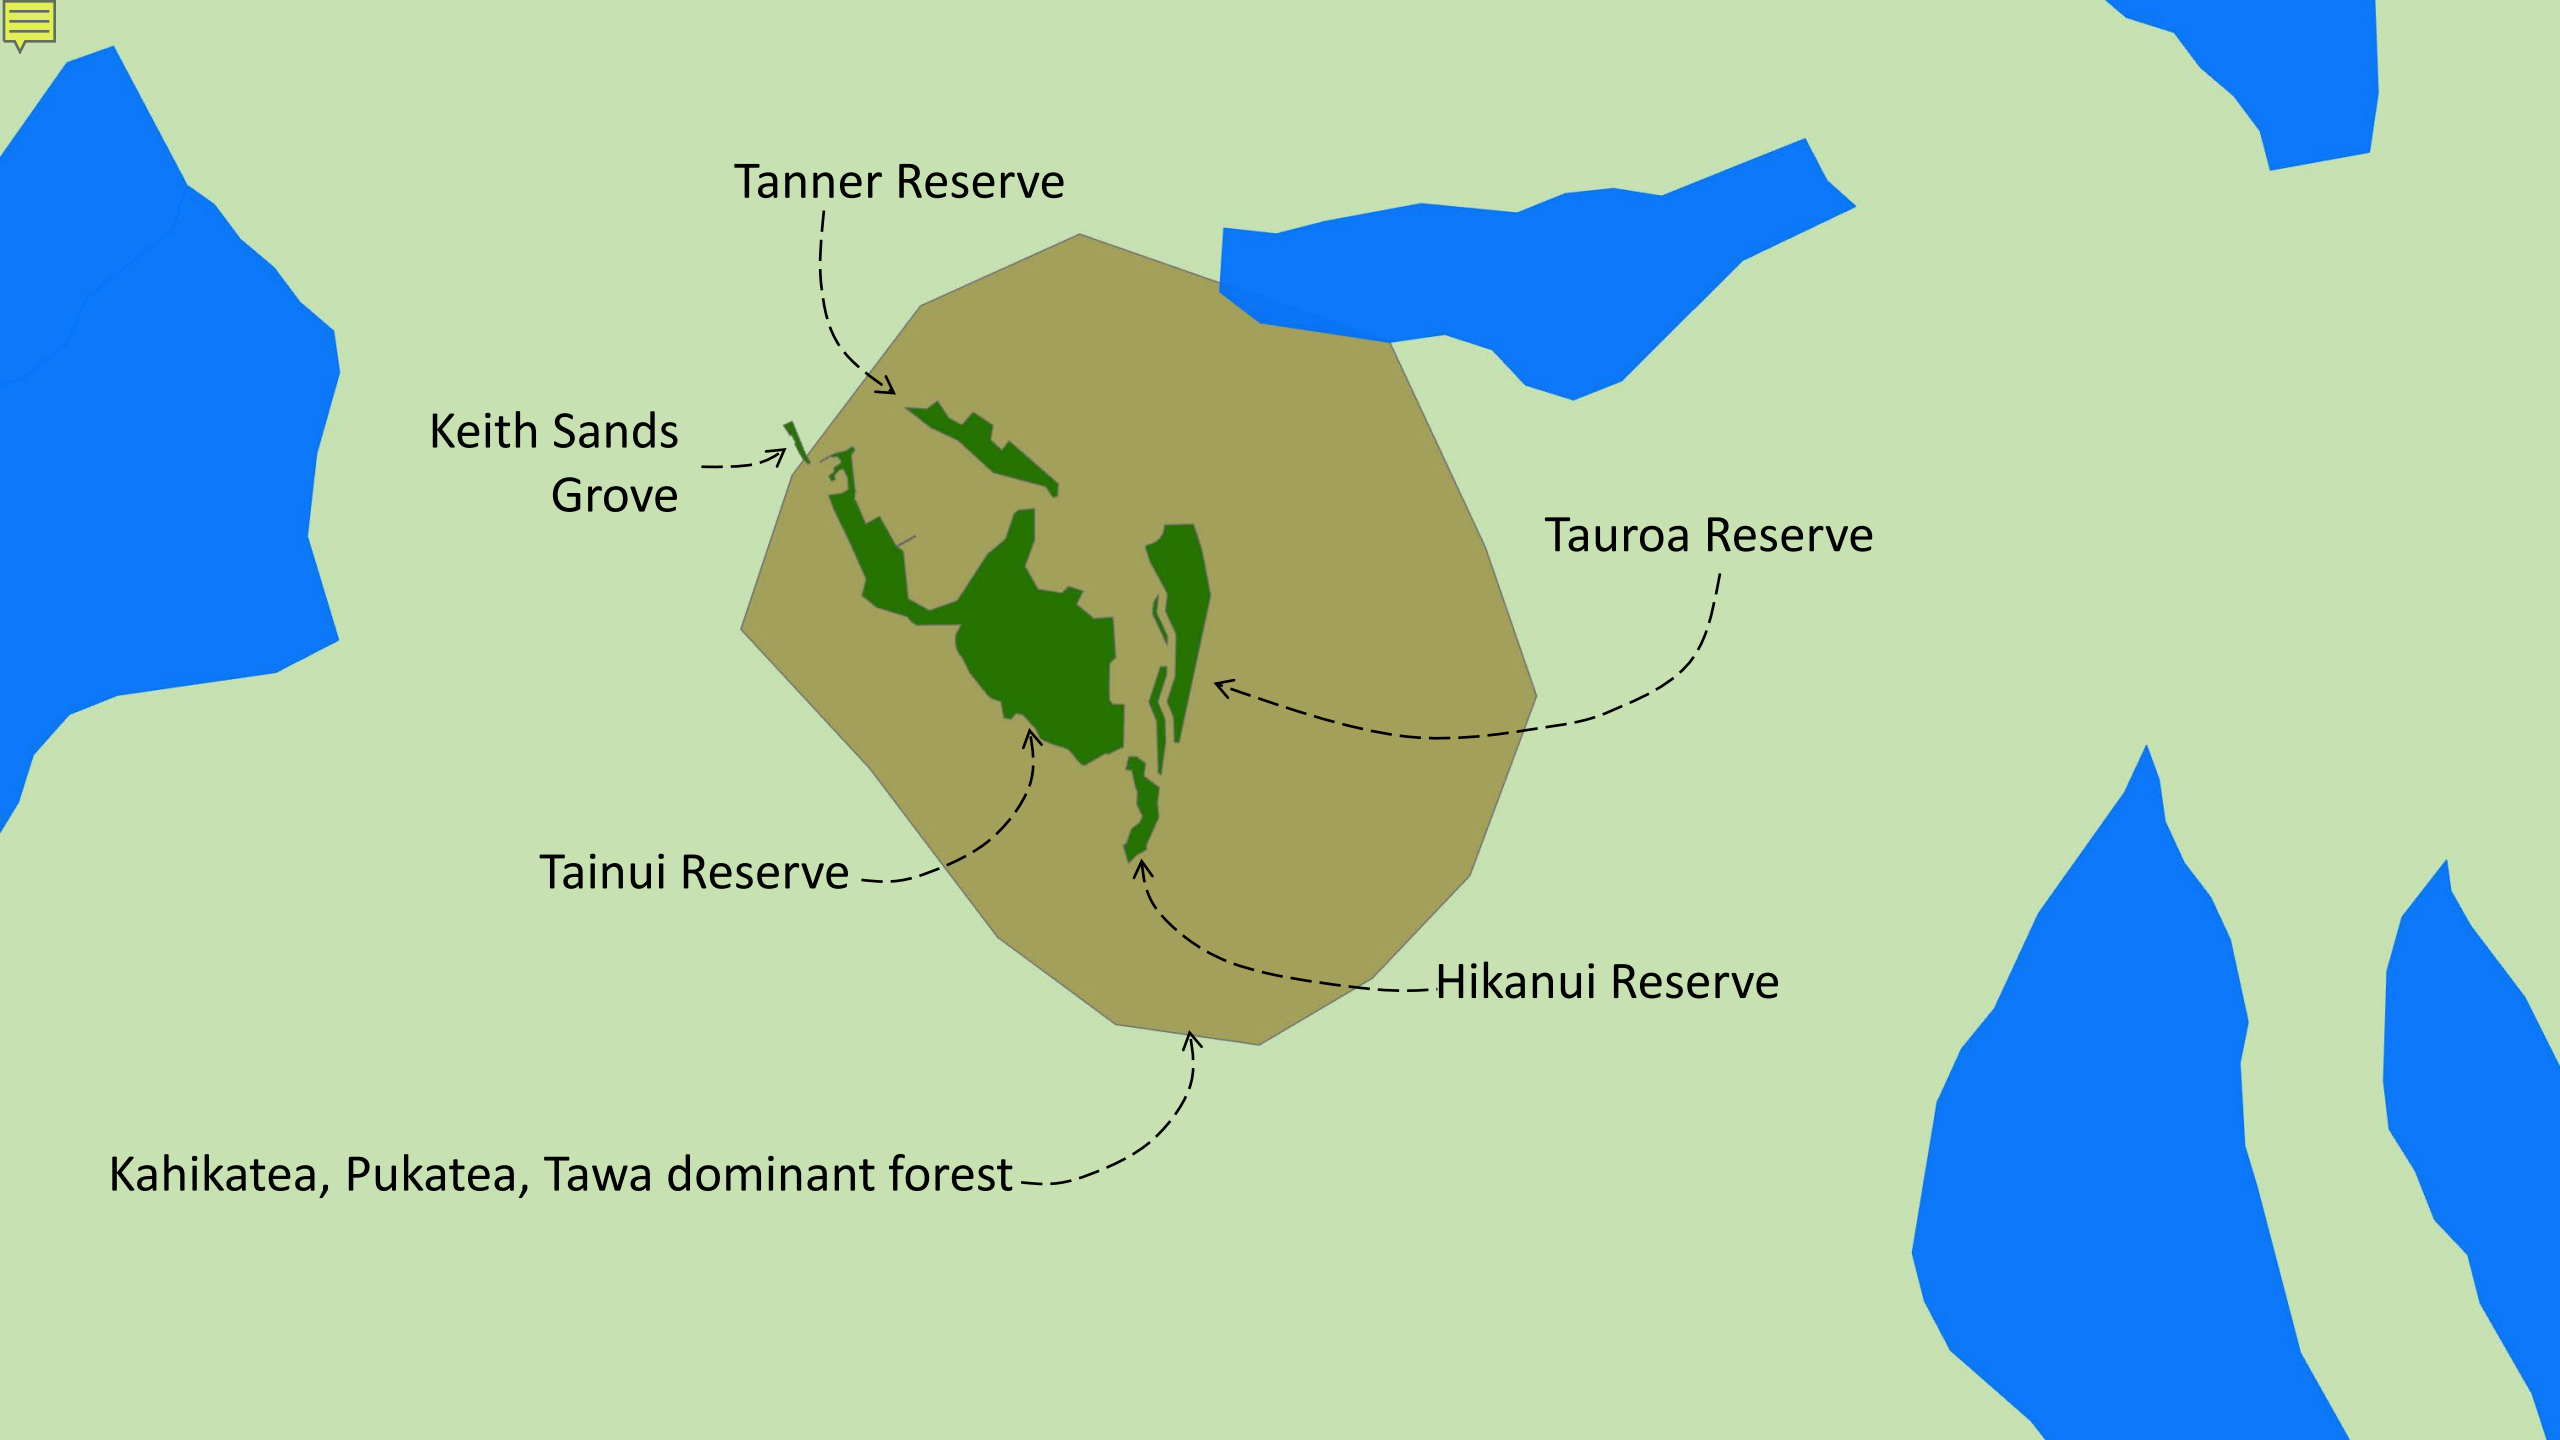 Tanner Reserve
Keith Sands
Grove
Tauroa Reserve
Tainui Reserve
Hikanui Reserve
Kahikatea, Pukatea, Tawa dominant forest